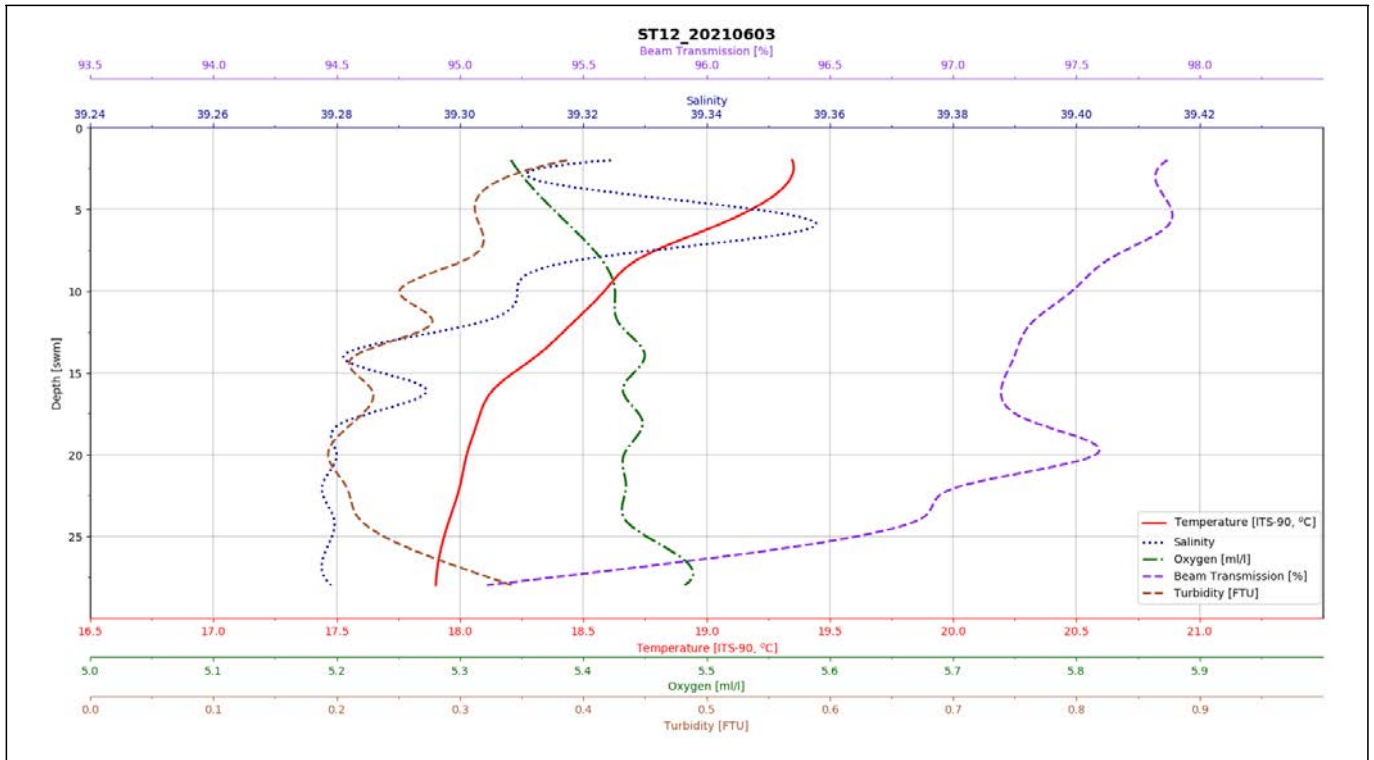 ST12_20210603
Beam Transmission [%]
93.5 94.0 94.5 95.0 95.5 96.0 96.5 97.0 97.5 98.0
Salinity
39.24 39.26 39.28 39.30 39.32 39.34 39.36 39.38 39.40 39.42
0
5
10
15
20
25
Depth [swm]
Temperature [ITS-90, °C]
Salinity
Oxygen [ml/l]
Beam Transmission [%]
Turbidity [FTU]
16.5 17.0 17.5 18.0 18.5 19.0 19.5 20.0 20.5 21.0
Temperature [ITS-90, °C]
5.0 5.1 5.2 5.3 5.4 5.5 5.6 5.7 5.8 5.9
Oxygen [ml/l]
0.0 0.1 0.2 0.3 0.4 0.5 0.6 0.7 0.8 0.9
Turbidity [FTU]